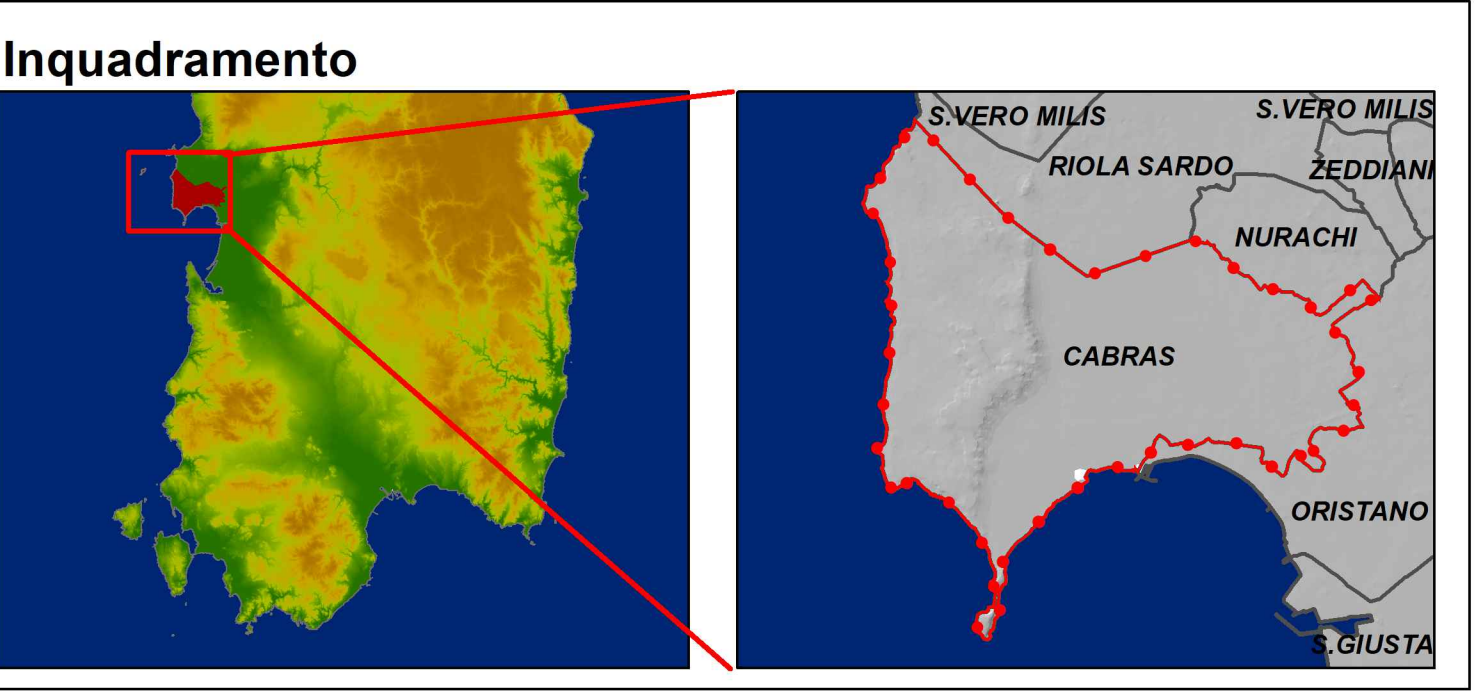 Inquadramento
S.VERO MILIS
S.VERO MILIS
RIOLA SARDO
ZEDDIANI
NURACHI
CABRAS
ORISTANO
S.GIUSTA